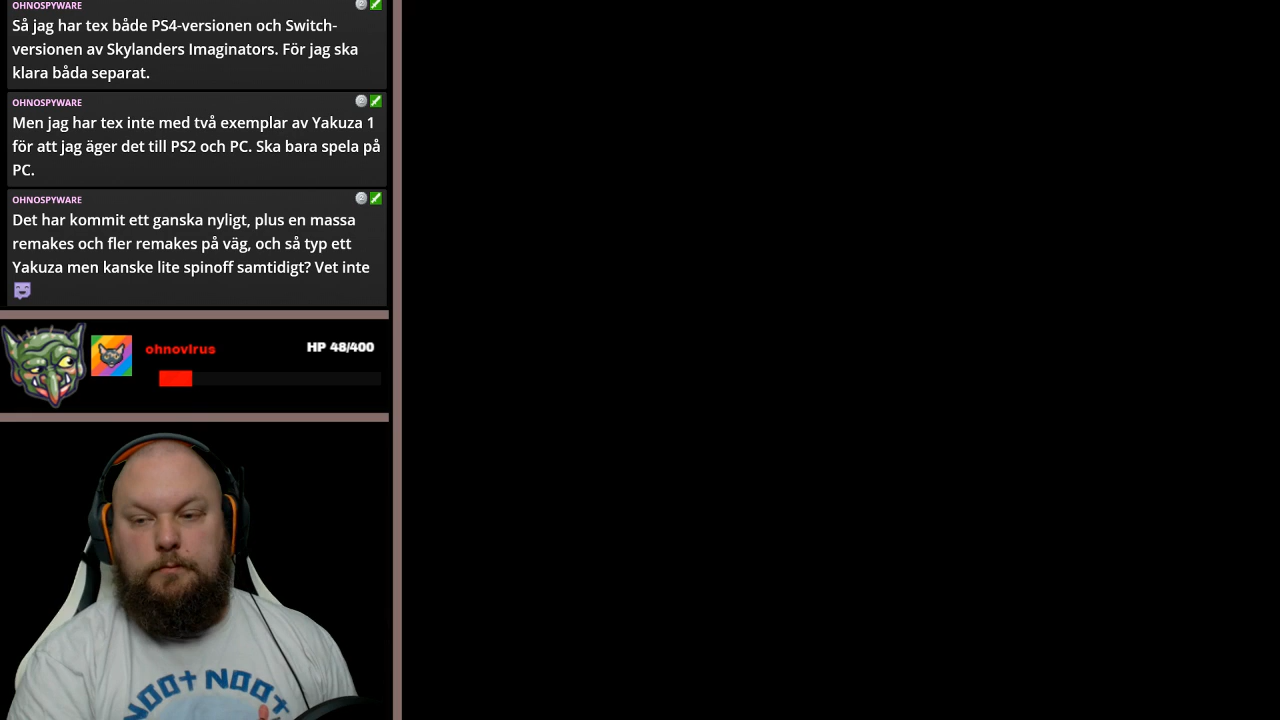 OHNOSPYWARE
Så jag har tex både PS4-versionen och Switch-
versionen av Skylanders Imaginators. För jag ska
klara båda separat.
OHNOSPYWARE
Men jag har tex inte med två exemplar av Yakuza 1
för att jag äger det till PS2 och PC. Ska bara spela på
PC.
OHNOSPYWARE
Det har kommit ett ganska nyligt, plus en massa
remakes och fler remakes på väg, och så typ ett
Yakuza men kanske lite spinoff samtidigt? Vet inte
ohnovirus
HP 48/400
NOOT NOOT